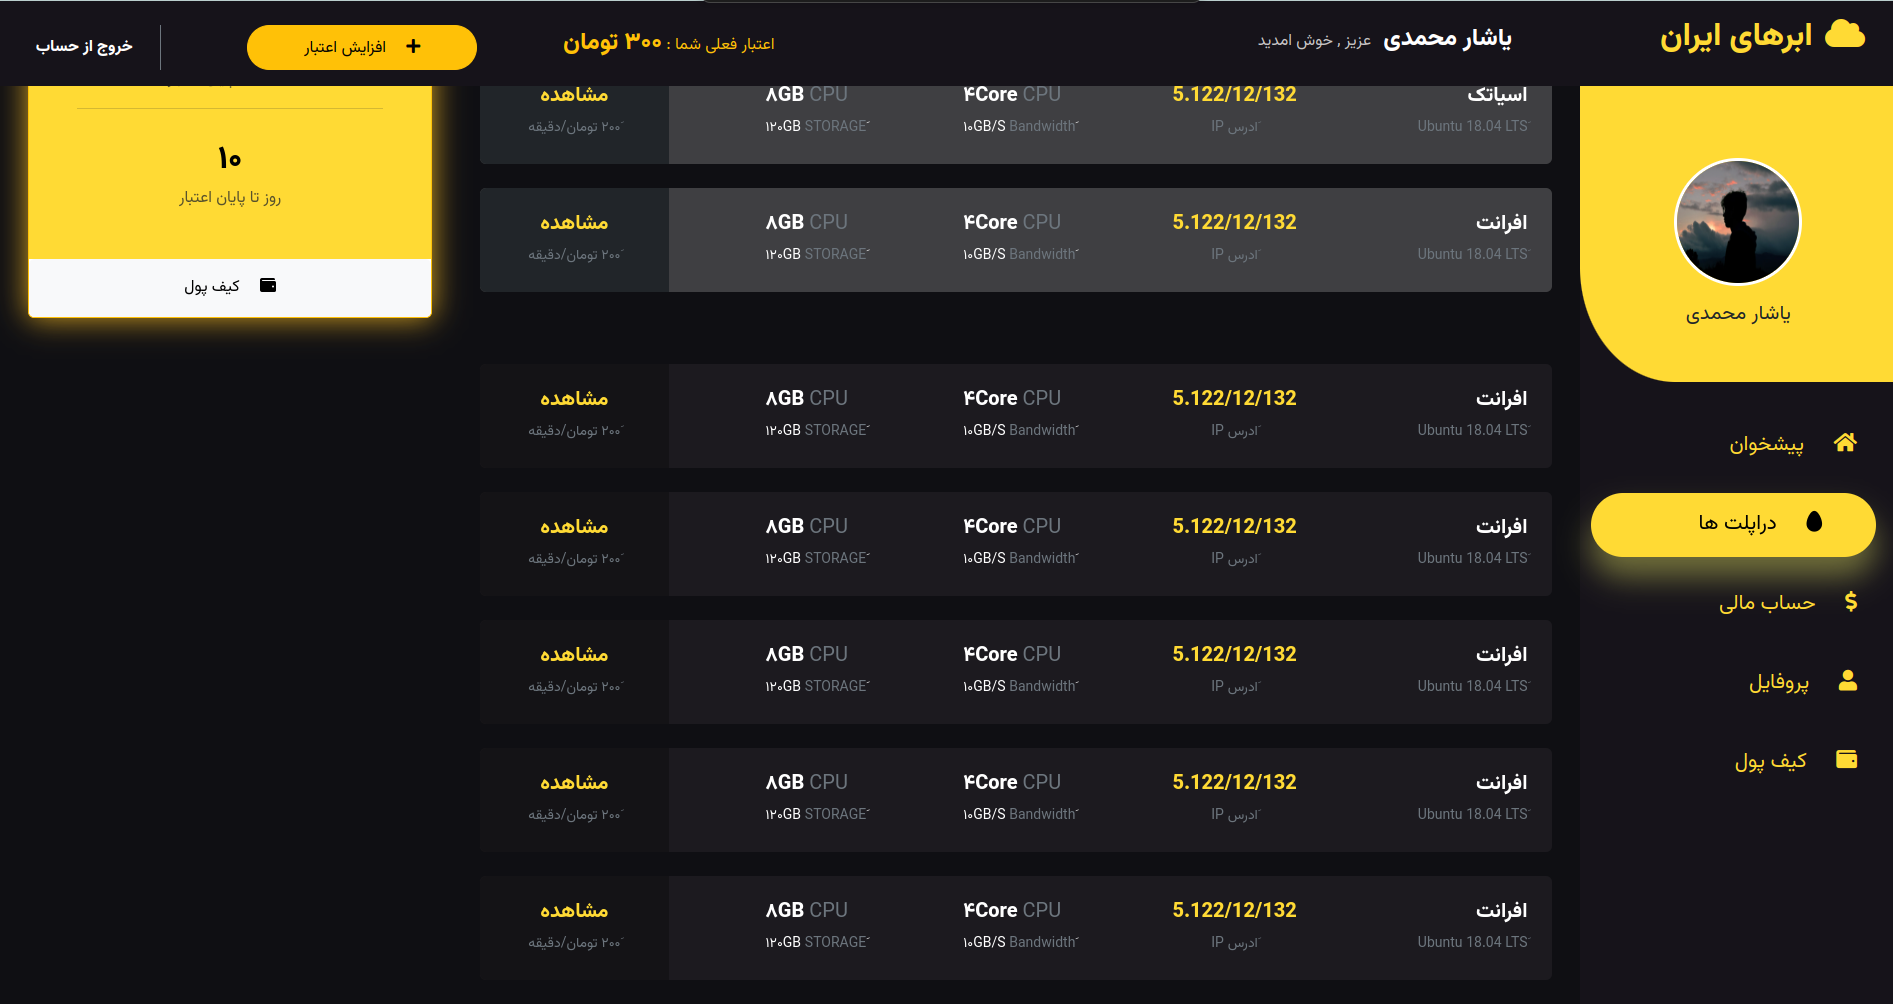 ابرهای ایران
یاشار محمدی عزیز , خوش امدید
اعتبار فعلی شما : ۳۰۰ تومان
افزایش اعتبار
خروج از حساب
یاشار محمدی
پیشخوان
دراپلت ها
حساب مالی
پروفایل
کیف پول
اسیاتک
Ubuntu 18.04 LTS
5.122/12/132
ادرس IP
۴Core CPU
۱۰GB/S Bandwidth
۸GB CPU
۱۲۰GB STORAGE
مشاهده
۲۰۰ تومان/دقیقه
افرانت
Ubuntu 18.04 LTS
5.122/12/132
ادرس IP
۴Core CPU
۱۰GB/S Bandwidth
۸GB CPU
۱۲۰GB STORAGE
مشاهده
۲۰۰ تومان/دقیقه
افرانت
Ubuntu 18.04 LTS
5.122/12/132
ادرس IP
۴Core CPU
۱۰GB/S Bandwidth
۸GB CPU
۱۲۰GB STORAGE
مشاهده
۲۰۰ تومان/دقیقه
افرانت
Ubuntu 18.04 LTS
5.122/12/132
ادرس IP
۴Core CPU
۱۰GB/S Bandwidth
۸GB CPU
۱۲۰GB STORAGE
مشاهده
۲۰۰ تومان/دقیقه
افرانت
Ubuntu 18.04 LTS
5.122/12/132
ادرس IP
۴Core CPU
۱۰GB/S Bandwidth
۸GB CPU
۱۲۰GB STORAGE
مشاهده
۲۰۰ تومان/دقیقه
افرانت
Ubuntu 18.04 LTS
5.122/12/132
ادرس IP
۴Core CPU
۱۰GB/S Bandwidth
۸GB CPU
۱۲۰GB STORAGE
مشاهده
۲۰۰ تومان/دقیقه
افرانت
Ubuntu 18.04 LTS
5.122/12/132
ادرس IP
۴Core CPU
۱۰GB/S Bandwidth
۸GB CPU
۱۲۰GB STORAGE
مشاهده
۲۰۰ تومان/دقیقه
۱۰
روز تا پایان اعتبار
کیف پول